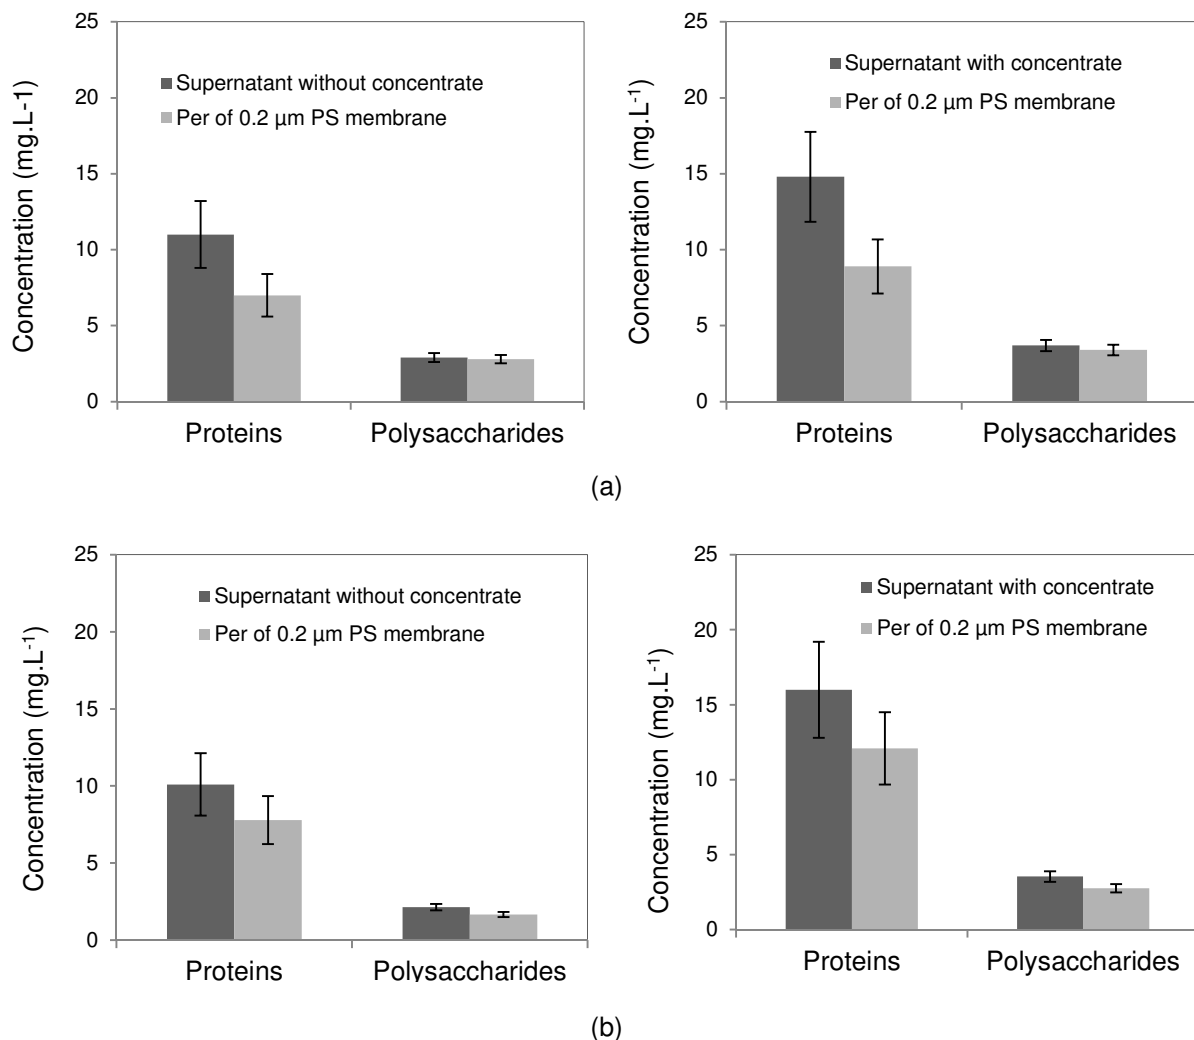 25
20
15
10
5
0
Concentration (mg.L-1)
Supernatant without concentrate
Per of 0.2 µm PS membrane
Proteins
Polysaccharides
25
20
15
10
5
0
Concentration (mg.L-1)
Supernatant with concentrate
Per of 0.2 µm PS membrane
Proteins
Polysaccharides
(a)
25
20
15
10
5
0
Concentration (mg.L-1)
Supernatant without concentrate
Per of 0.2 µm PS membrane
Proteins
Polysaccharides
25
20
15
10
5
0
Concentration (mg.L-1)
Supernatant with concentrate
Per of 0.2 µm PS membrane
Proteins
Polysaccharides
(b)